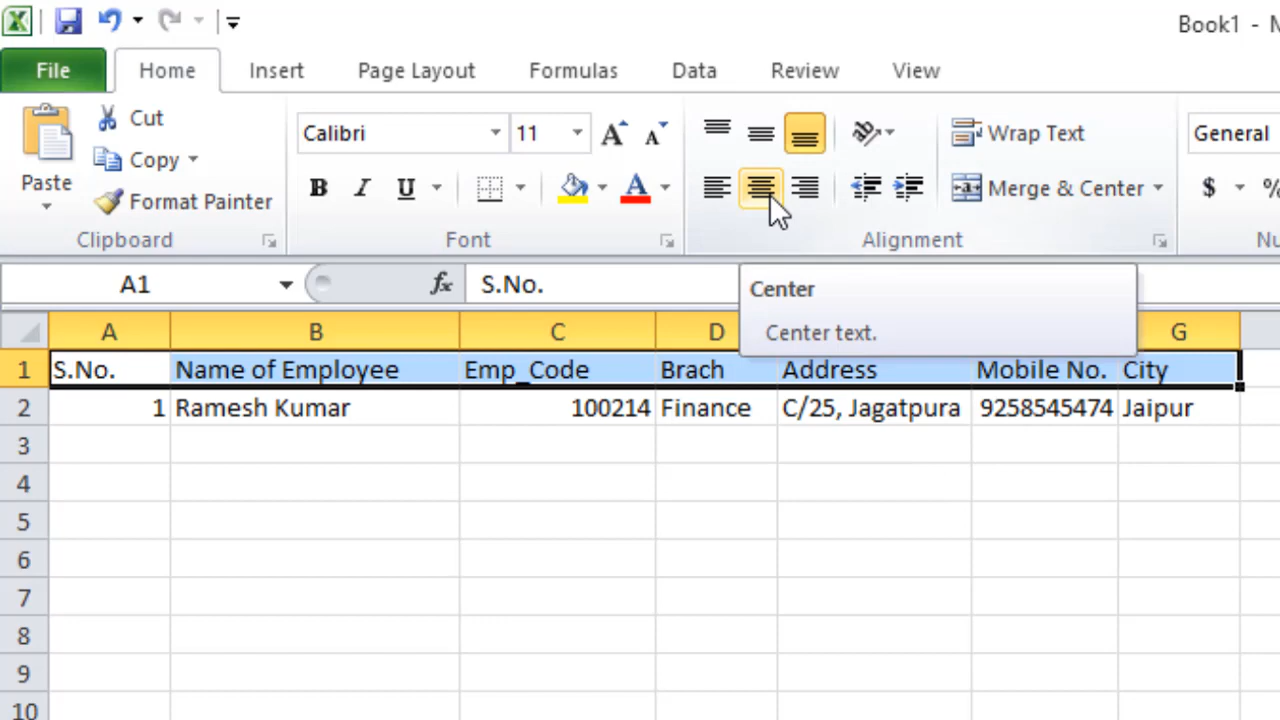 Book1 - M
File Home Insert Page Layout Formulas Data Review View
Cut
Copy
Format Painter
Paste
Clipboard
Calibri 11 A A
B I U A
Font
Wrap Text
Merge & Center
Alignment
General
$ %
Nu
A1 fx S.No.
Center
Center text.
A B C D G
1 S.No. Name of Employee Emp_Code Brach Address Mobile No. City
2 1 Ramesh Kumar 100214 Finance C/25, Jagatpura 9258545474 Jaipur
3
4
5
6
7
8
9
10